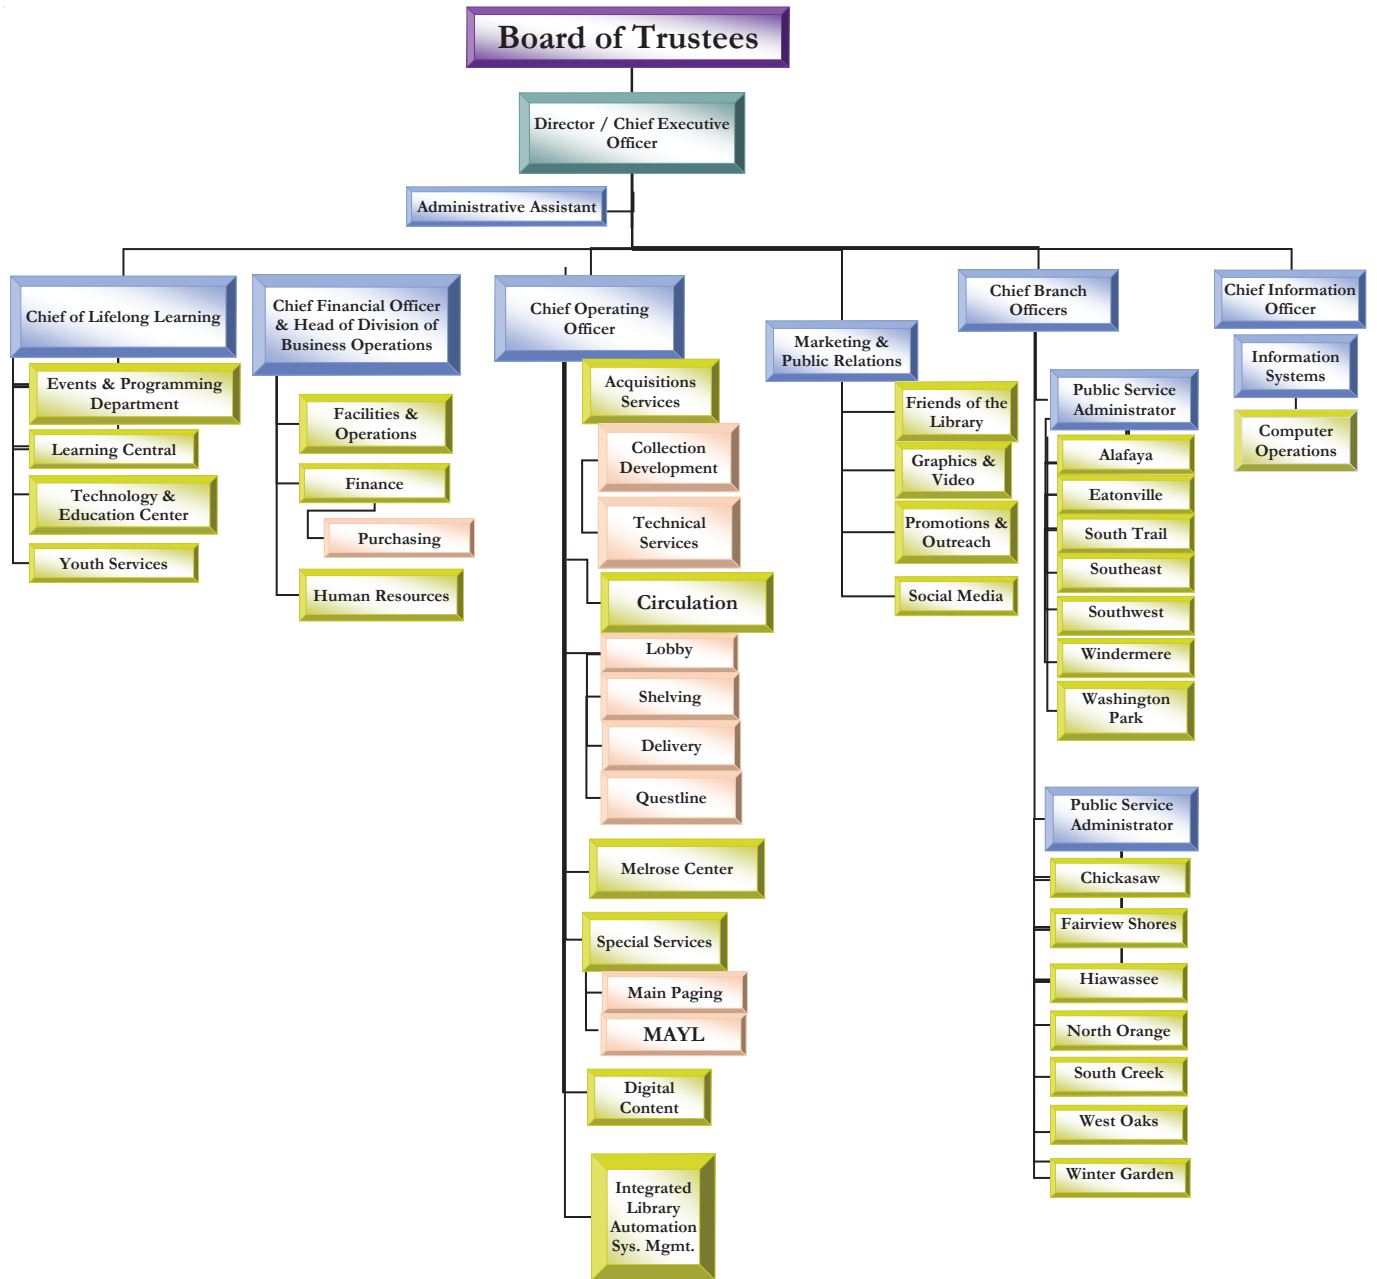 Board of Trustees
Director / Chief Executive
Officer
Administrative Assistant
Chief of Lifelong Learning
Events & Programming
Department
Learning Central
Technology &
Education Center
Youth Services
Chief Financial Officer
& Head of Division of
Business Operations
Facilities &
Operations
Finance
Purchasing
Human Resources
Chief Operating
Officer
Acquisitions
Services
Collection
Development
Technical
Services
Circulation
Lobby
Shelving
Delivery
Questline
Melrose Center
Special Services
Main Paging
MAYL
Digital
Content
Integrated
Library
Automation
Sys. Mgmt.
Marketing &
Public Relations
Friends of the
Library
Graphics &
Video
Promotions &
Outreach
Social Media
Chief Branch
Officers
Public Service
Administrator
Alafaya
Eatonville
South Trail
Southeast
Southwest
Windermere
Washington
Park
Public Service
Administrator
Chickasaw
Fairview Shores
Hiawassee
North Orange
South Creek
West Oaks
Winter Garden
Chief Information
Officer
Information
Systems
Computer
Operations